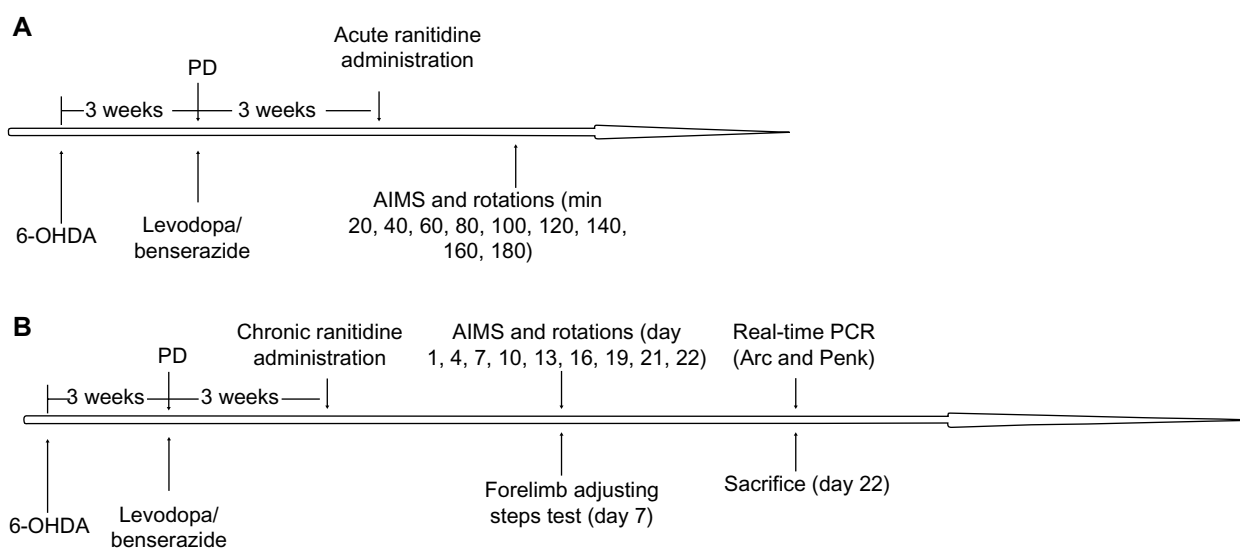 A
Acute ranitidine
administration
PD
3 weeks
3 weeks
6-OHDA
Levodopa/
benserazide
AIMS and rotations (min
20, 40, 60, 80, 100, 120, 140,
160, 180)
B
Chronic ranitidine
administration
AIMS and rotations (day
1, 4, 7, 10, 13, 16, 19, 21, 22)
Real-time PCR
(Arc and Penk)
PD
3 weeks
3 weeks
6-OHDA
Levodopa/
benserazide
Forelimb adjusting
steps test (day 7)
Sacrifice (day 22)